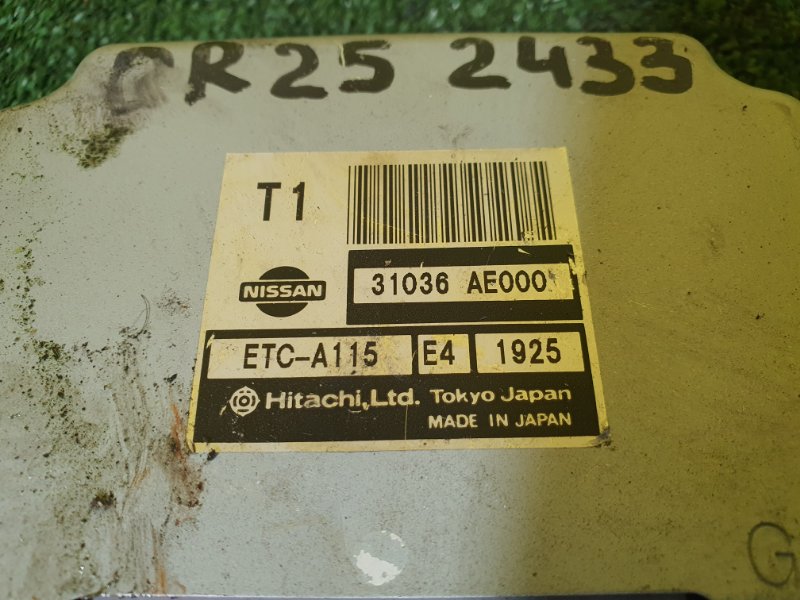 QR25 2433
T1
NISSAN
31036 AE000
ETC-A115 E4 1925
Hitachi,Ltd. Tokyo Japan
MADE IN JAPAN
G